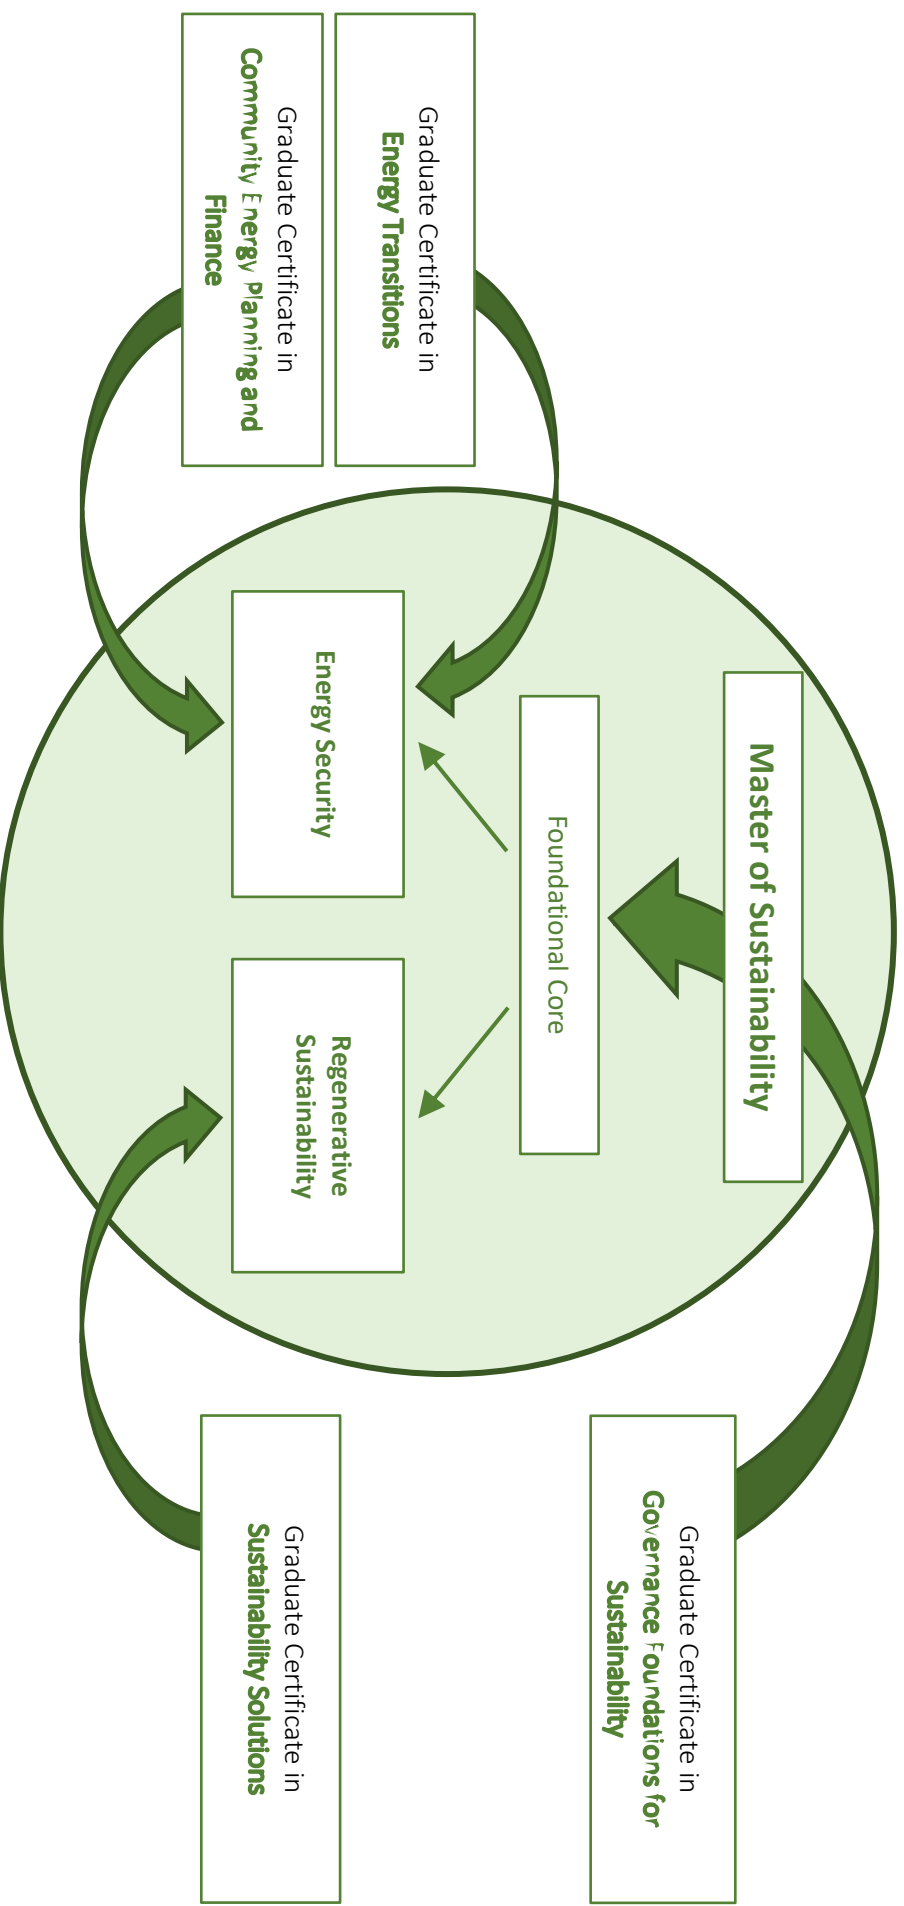 Master of Sustainability
Graduate Certificate in
Governance Foundations for
Sustainability
Foundational Core
Graduate Certificate in
Energy Transitions
Graduate Certificate in
Community Energy Planning and
Finance
Energy Security
Regenerative
Sustainability
Graduate Certificate in
Sustainability Solutions